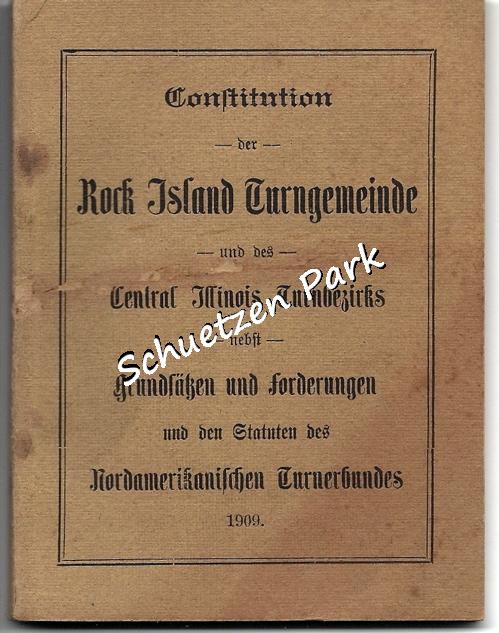 Constitution
— der —
Rock Island Turngemeinde
— und des —
Central Illinois Turnbezirks
nebst —
Grundsätzen und Forderungen
und den Statuten des
Nordamerikanischen Turnerbundes
1909.
Schuetzen Park